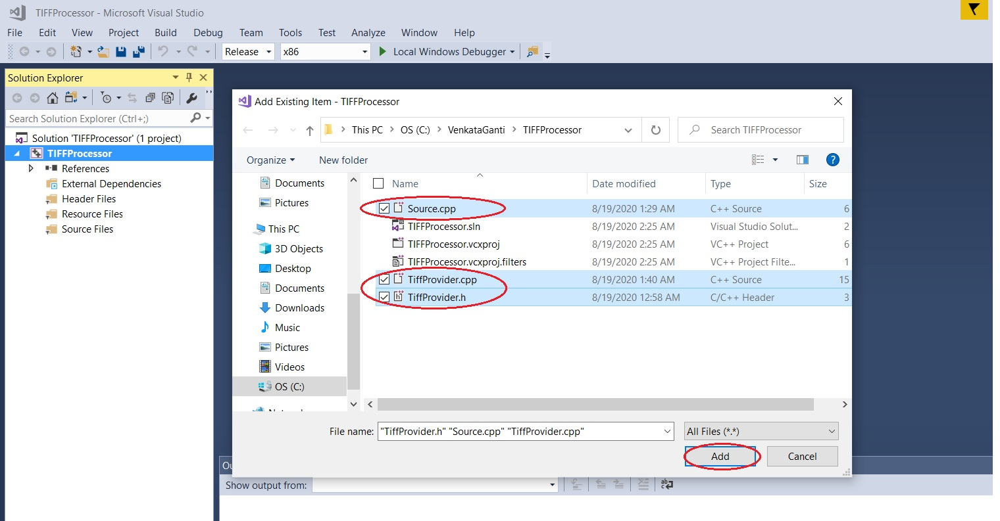 TIFFProcessor - Microsoft Visual Studio
File Edit View Project Build Debug Team Tools Test Analyze Window Help
Release x86 Local Windows Debugger
Solution Explorer
Search Solution Explorer (Ctrl+;)
Solution 'TIFFProcessor' (1 project)
TIFFProcessor
References
External Dependencies
Header Files
Resource Files
Source Files
Add Existing Item - TIFFProcessor
This PC > OS (C:) > VenkataGanti > TIFFProcessor
Search TIFFProcessor
Organize New folder
Documents
Pictures
This PC
3D Objects
Desktop
Documents
Downloads
Music
Pictures
Videos
OS (C:)
Name Date modified Type Size
Source.cpp 8/19/2020 1:29 AM C++ Source 6
TIFFProcessor.sln 8/19/2020 2:25 AM Visual Studio Solut... 2
TIFFProcessor.vcxproj 8/19/2020 2:25 AM VC++ Project 6
TIFFProcessor.vcxproj.filters 8/19/2020 2:25 AM VC++ Project Filte... 1
TiffProvider.cpp 8/19/2020 1:40 AM C++ Source 15
TiffProvider.h 8/19/2020 12:58 AM C/C++ Header 3
File name: "TiffProvider.h" "Source.cpp" "TiffProvider.cpp"
All Files (*.*)
Add Cancel
Show output from: